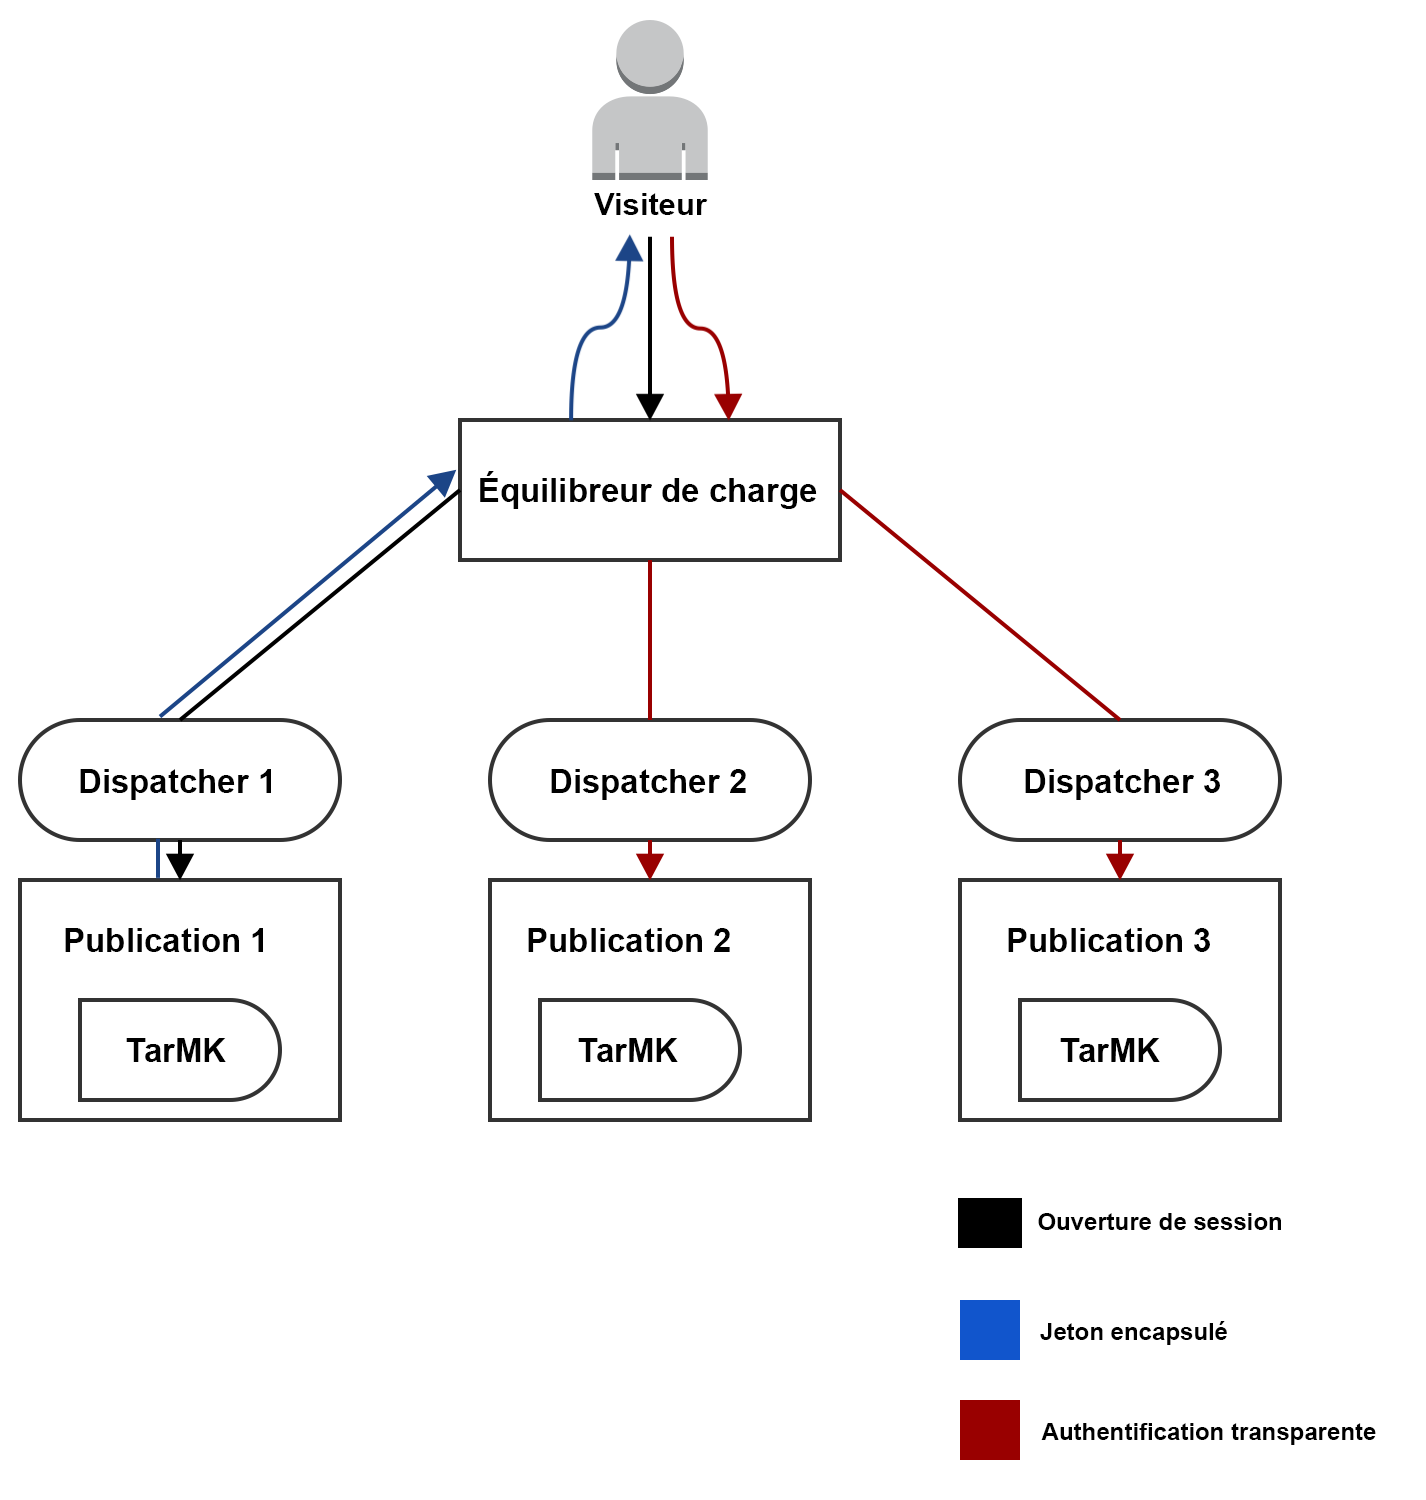 Visiteur
Équilibreur de charge
Dispatcher 1
Dispatcher 2
Dispatcher 3
Publication 1
Publication 2
Publication 3
TarMK
TarMK
TarMK
Ouverture de session
Jeton encapsulé
Authentification transparente